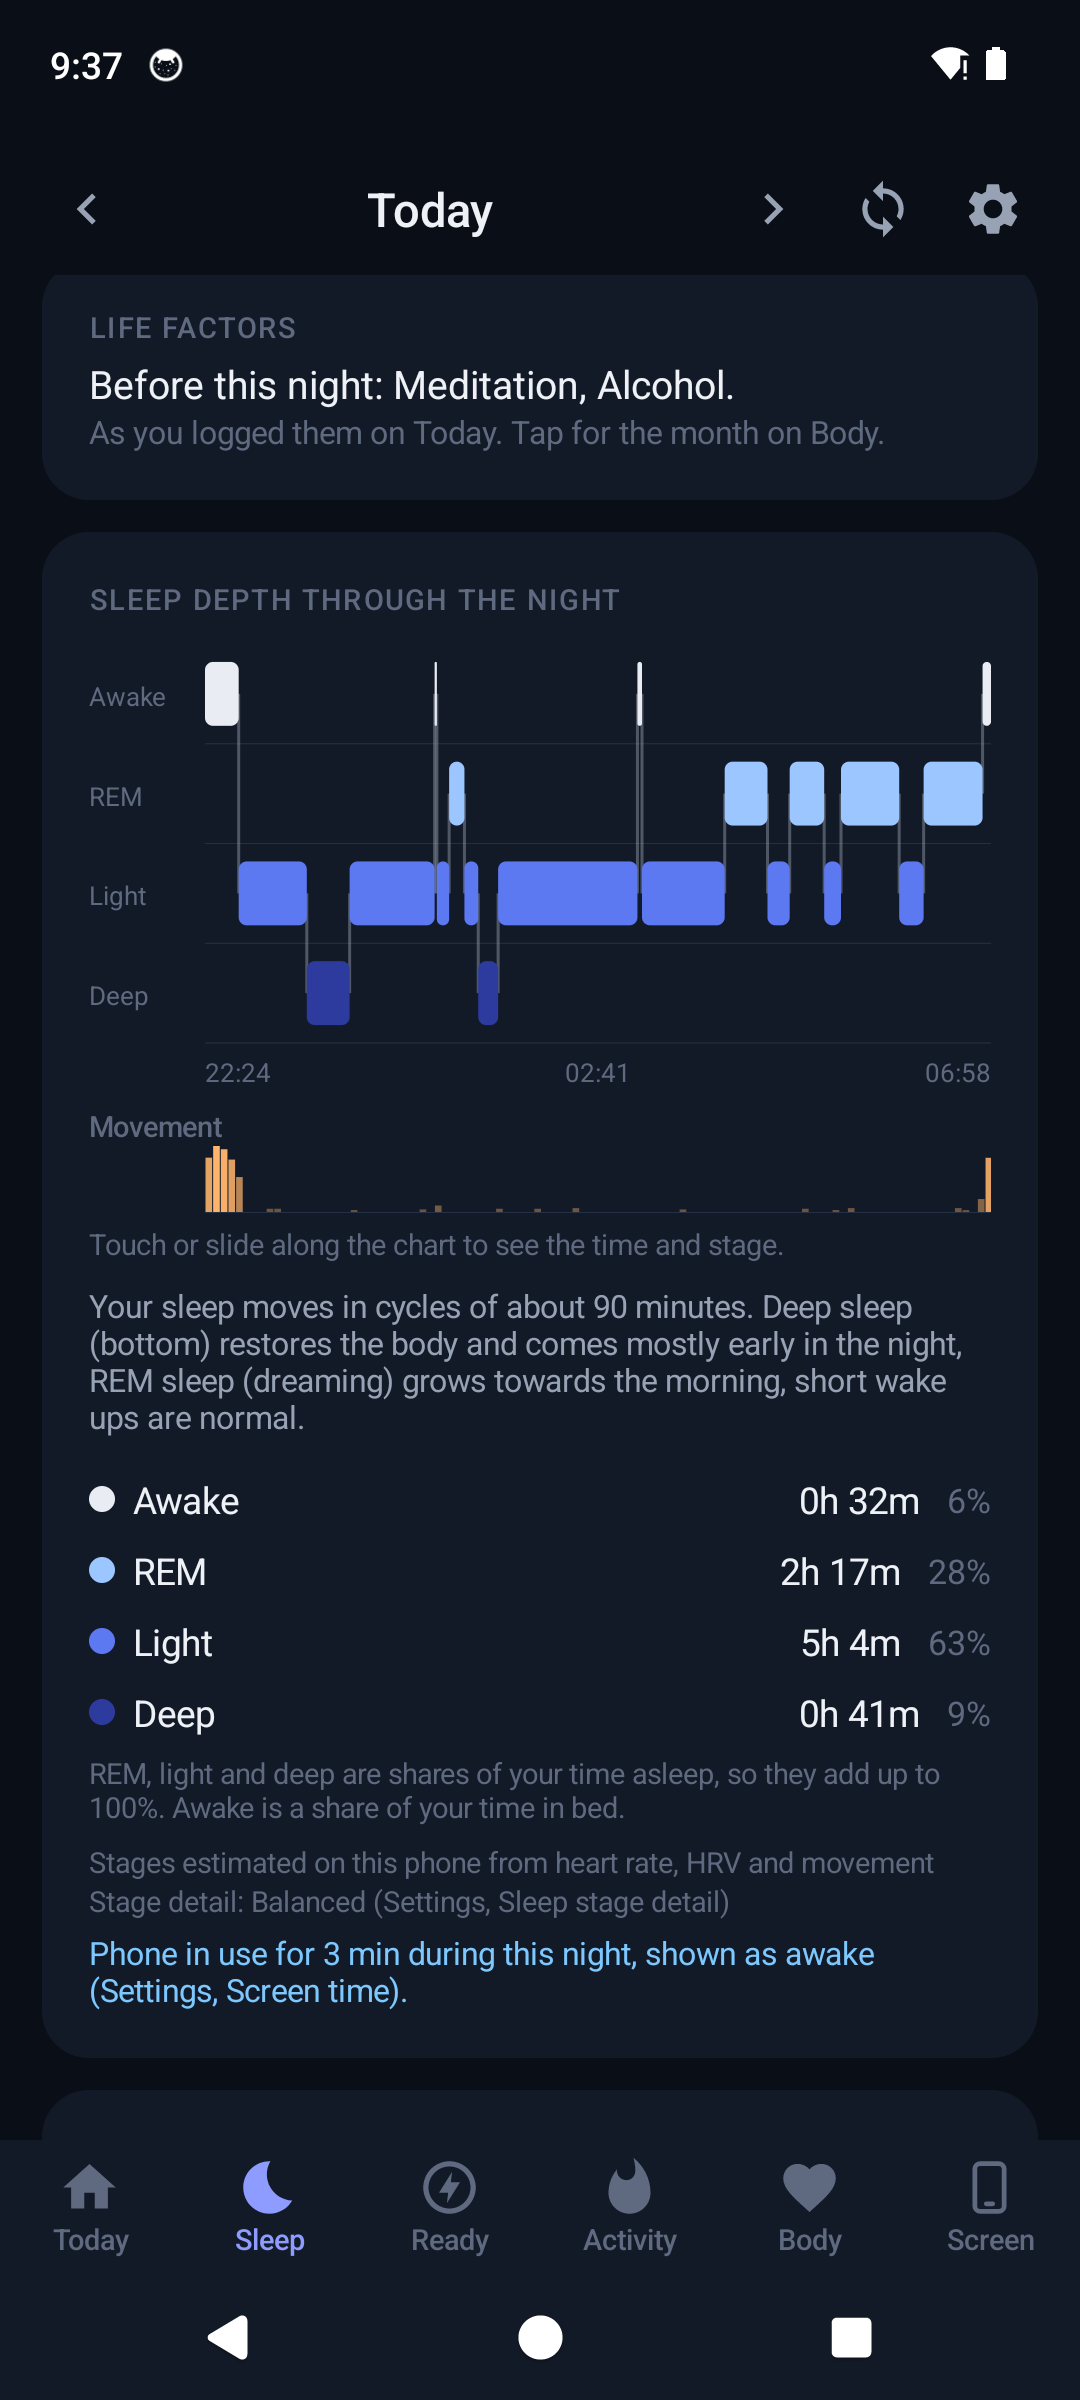 9:37
Today
LIFE FACTORS
Before this night: Meditation, Alcohol.
As you logged them on Today. Tap for the month on Body.
SLEEP DEPTH THROUGH THE NIGHT
Awake
REM
Light
Deep
22:24 02:41 06:58
Movement
Touch or slide along the chart to see the time and stage.
Your sleep moves in cycles of about 90 minutes. Deep sleep
(bottom) restores the body and comes mostly early in the night,
REM sleep (dreaming) grows towards the morning, short wake
ups are normal.
Awake 0h 32m 6%
REM 2h 17m 28%
Light 5h 4m 63%
Deep 0h 41m 9%
REM, light and deep are shares of your time asleep, so they add up to
100%. Awake is a share of your time in bed.
Stages estimated on this phone from heart rate, HRV and movement
Stage detail: Balanced (Settings, Sleep stage detail)
Phone in use for 3 min during this night, shown as awake
(Settings, Screen time).
Today Sleep Ready Activity Body Screen